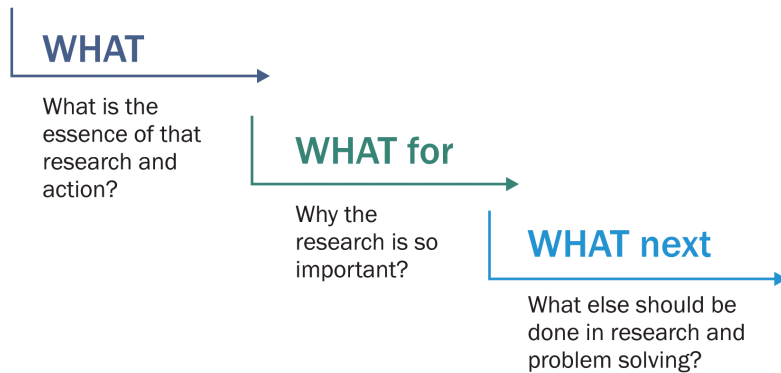 WHAT
What is the
essence of that
research and
action?
WHAT for
Why the
research is so
important?
WHAT next
What else should be
done in research and
problem solving?